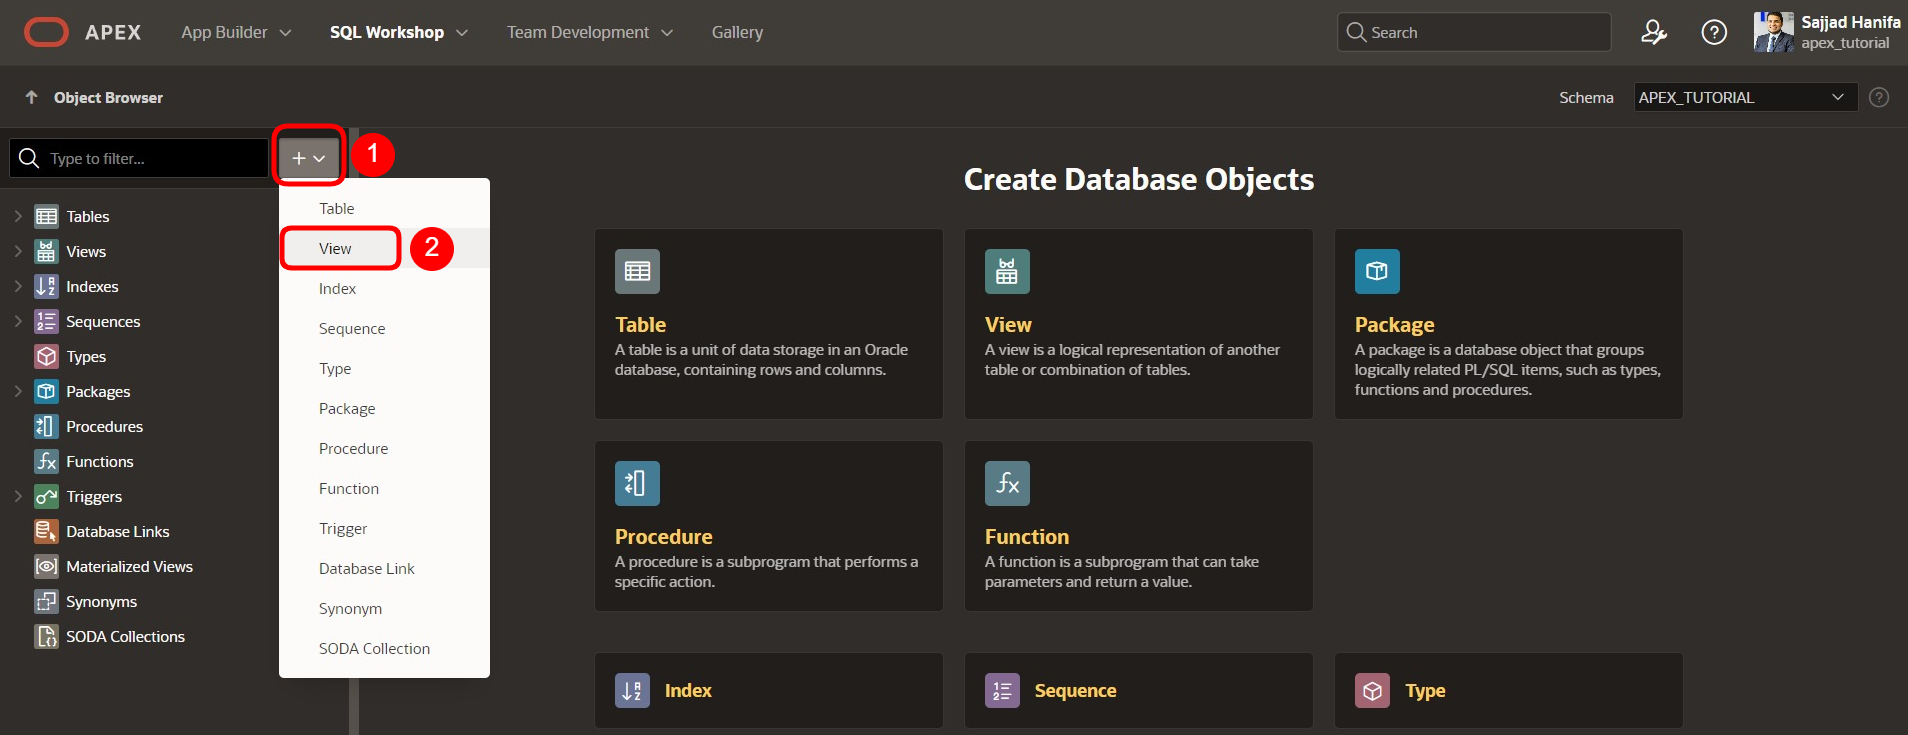 APEX App Builder SQL Workshop Team Development Gallery Search Sajjad Hanifa
apex_tutorial
Object Browser Schema APEX_TUTORIAL
Type to filter...
1
Tables
Views
Indexes
Sequences
Types
Packages
Procedures
Functions
Triggers
Database Links
Materialized Views
Synonyms
SODA Collections
Table
View
2
Index
Sequence
Type
Package
Procedure
Function
Trigger
Database Link
Synonym
SODA Collection
Create Database Objects
Table
A table is a unit of data storage in an Oracle
database, containing rows and columns.
View
A view is a logical representation of another
table or combination of tables.
Package
A package is a database object that groups
logically related PL/SQL items, such as types,
functions and procedures.
Procedure
A procedure is a subprogram that performs a
specific action.
Function
A function is a subprogram that can take
parameters and return a value.
Index
Sequence
Type